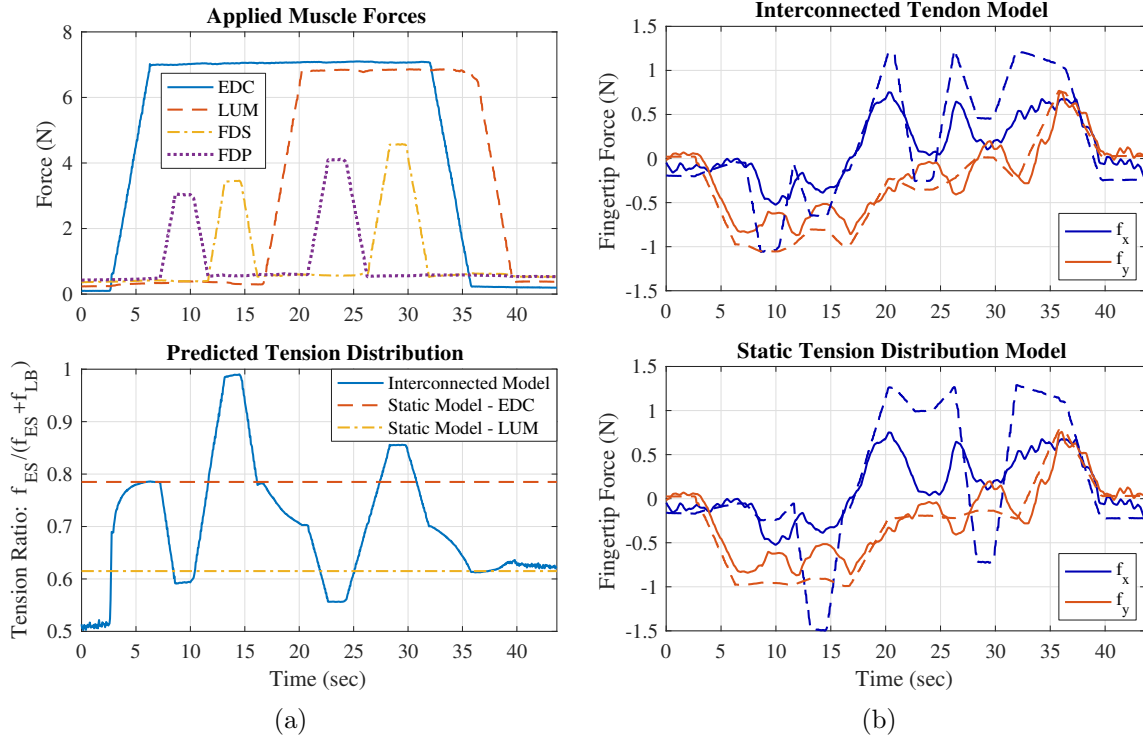 Applied Muscle Forces
8
6
4
2
0
Force (N)
EDC
LUM
FDS
FDP
0 5 10 15 20 25 30 35 40
Time (sec)
Predicted Tension Distribution
1
0.9
0.8
0.7
0.6
0.5
Tension Ratio: f_ES/(f_ES+f_LB)
Interconnected Model
Static Model - EDC
Static Model - LUM
0 5 10 15 20 25 30 35 40
Time (sec)
(a)
Interconnected Tendon Model
1.5
1
0.5
0
-0.5
-1
-1.5
Fingertip Force (N)
f_x
f_y
0 5 10 15 20 25 30 35 40
Static Tension Distribution Model
1.5
1
0.5
0
-0.5
-1
-1.5
Fingertip Force (N)
f_x
f_y
0 5 10 15 20 25 30 35 40
Time (sec)
(b)